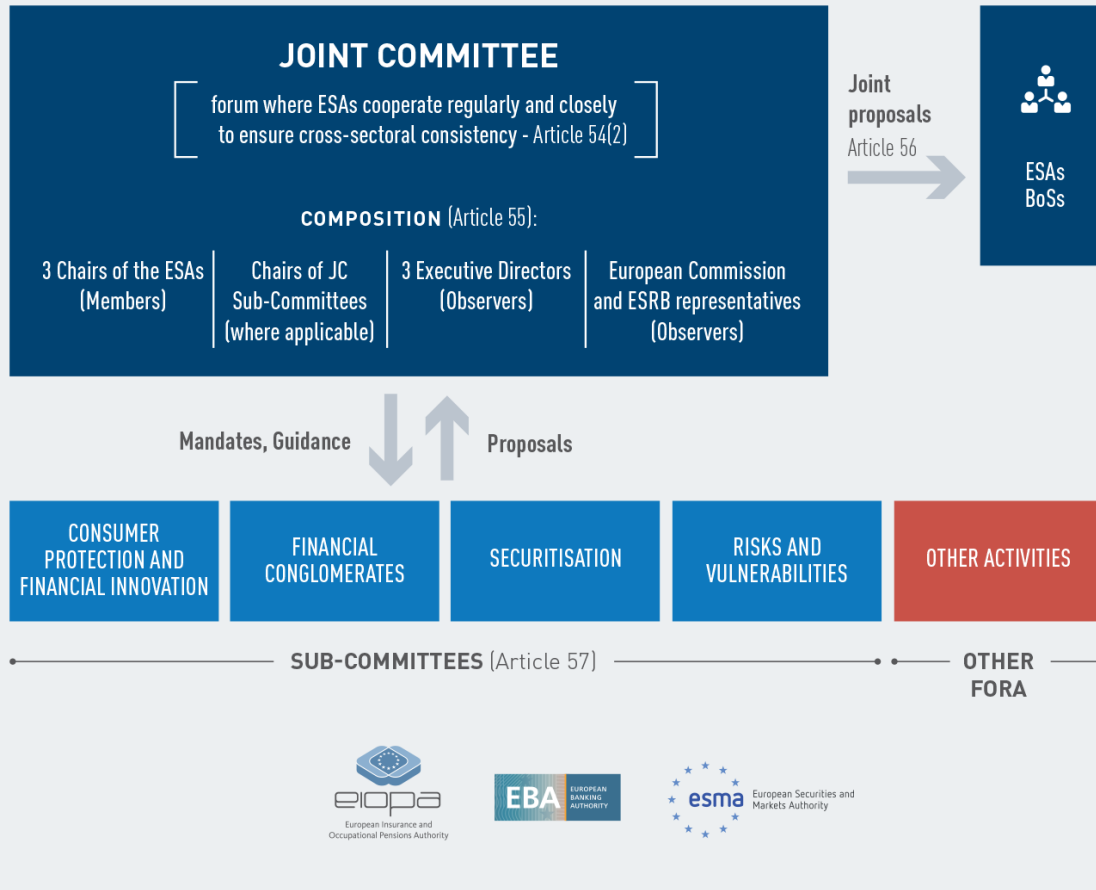 JOINT COMMITTEE
forum where ESAs cooperate regularly and closely
to ensure cross-sectoral consistency - Article 54(2)
COMPOSITION (Article 55):
3 Chairs of the ESAs
(Members)
Chairs of JC
Sub-Committees
(where applicable)
3 Executive Directors
(Observers)
European Commission
and ESRB representatives
(Observers)
Joint
proposals
Article 56
ESAs
BoSs
Mandates, Guidance
Proposals
CONSUMER
PROTECTION AND
FINANCIAL INNOVATION
FINANCIAL
CONGLOMERATES
SECURITISATION
RISKS AND
VULNERABILITIES
OTHER ACTIVITIES
SUB-COMMITTEES (Article 57)
OTHER
FORA
eiopa
European Insurance and
Occupational Pensions Authority
EBA
EUROPEAN
BANKING
AUTHORITY
esma
European Securities and
Markets Authority